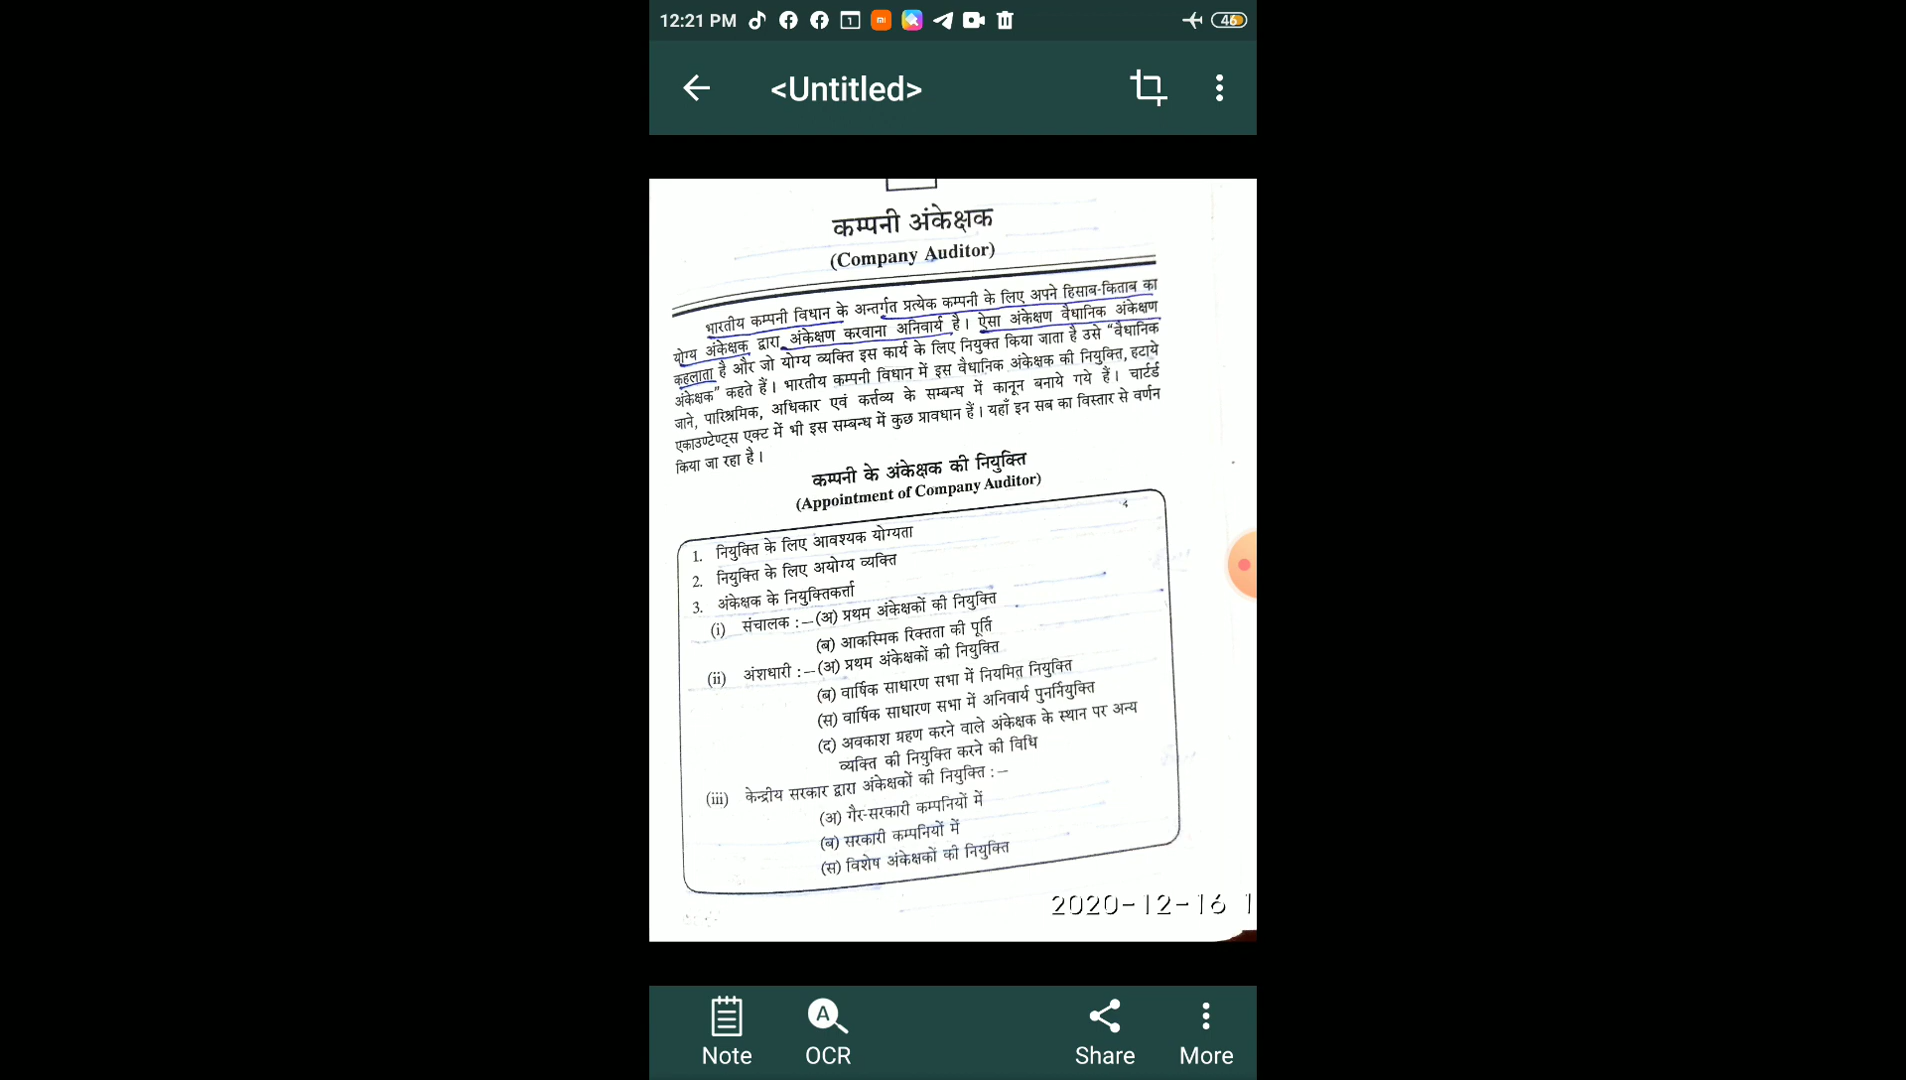 12:21 PM
46
<Untitled>
कम्पनी अंकेक्षक
(Company Auditor)
भारतीय कम्पनी विधान के अन्तर्गत प्रत्येक कम्पनी के लिए अपने हिसाब-किताब का
योग्य अंकेक्षक द्वारा अंकेक्षण करवाना अनिवार्य है। ऐसा अंकेक्षण वैधानिक अंकेक्षण
कहलाता है और जो योग्य व्यक्ति इस कार्य के लिए नियुक्त किया जाता है उसे “वैधानिक
अंकेक्षक” कहते हैं। भारतीय कम्पनी विधान में इस वैधानिक अंकेक्षक की नियुक्ति, हटाये
जाने, पारिश्रमिक, अधिकार एवं कर्त्तव्य के सम्बन्ध में कानून बनाये गये हैं। चार्टर्ड
एकाउण्टेण्ट्स एक्ट में भी इस सम्बन्ध में कुछ प्रावधान हैं। यहाँ इन सब का विस्तार से वर्णन
किया जा रहा है।
कम्पनी के अंकेक्षक की नियुक्ति
(Appointment of Company Auditor)
1. नियुक्ति के लिए आवश्यक योग्यता
2. नियुक्ति के लिए अयोग्य व्यक्ति
3. अंकेक्षक के नियुक्तिकर्त्ता
(i) संचालक :–(अ) प्रथम अंकेक्षकों की नियुक्ति
(ब) आकस्मिक रिक्तता की पूर्ति
(ii) अंशधारी :–(अ) प्रथम अंकेक्षकों की नियुक्ति
(ब) वार्षिक साधारण सभा में नियमित नियुक्ति
(स) वार्षिक साधारण सभा में अनिवार्य पुनर्नियुक्ति
(द) अवकाश ग्रहण करने वाले अंकेक्षक के स्थान पर अन्य
व्यक्ति की नियुक्ति करने की विधि
(iii) केन्द्रीय सरकार द्वारा अंकेक्षकों की नियुक्ति :–
(अ) गैर-सरकारी कम्पनियों में
(ब) सरकारी कम्पनियों में
(स) विशेष अंकेक्षकों की नियुक्ति
2020-12-16 1
Note
OCR
Share
More